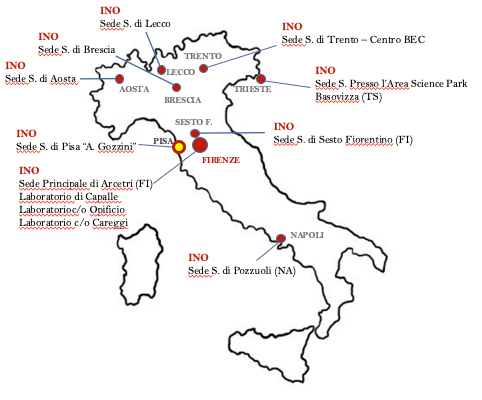 INO
Sede S. di Lecco
INO
Sede S. di Trento – Centro BEC
INO
Sede S. di Brescia
TRENTO
INO
Sede S. di Aosta
LECCO
INO
Sede S. Presso l'Area Science Park
Basovizza (TS)
AOSTA
TRIESTE
BRESCIA
SESTO F.
INO
Sede S. di Pisa "A. Gozzini"
PISA
INO
Sede S. di Sesto Fiorentino (FI)
FIRENZE
INO
Sede Principale di Arcetri (FI)
Laboratorio di Capalle
Laboratorioc/o Opificio
Laboratorio c/o Careggi
NAPOLI
INO
Sede S. di Pozzuoli (NA)